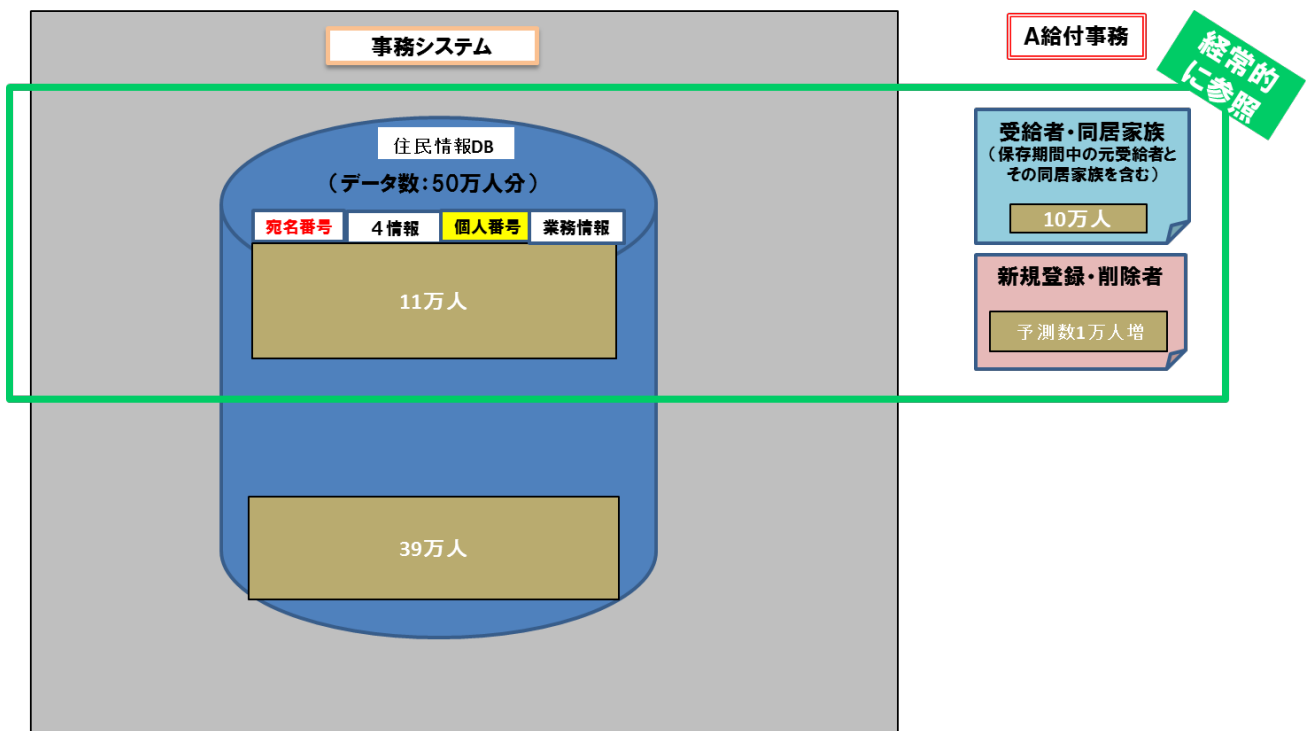 事務システム
A給付事務
経常的
に参照
住民情報DB
（データ数：50万人分）
宛名番号
４情報
個人番号
業務情報
11万人
39万人
受給者・同居家族
（保存期間中の元受給者と
その同居家族を含む）
10万人
新規登録・削除者
予測数1万人増